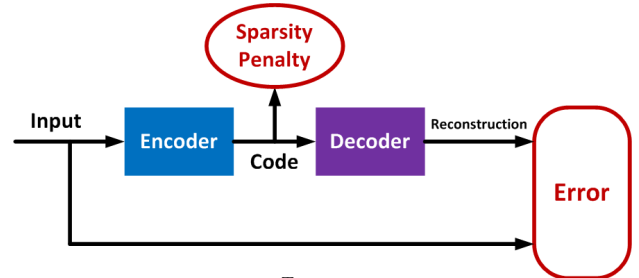 Sparsity
Penalty
Input
Encoder
Code
Decoder
Reconstruction
Error